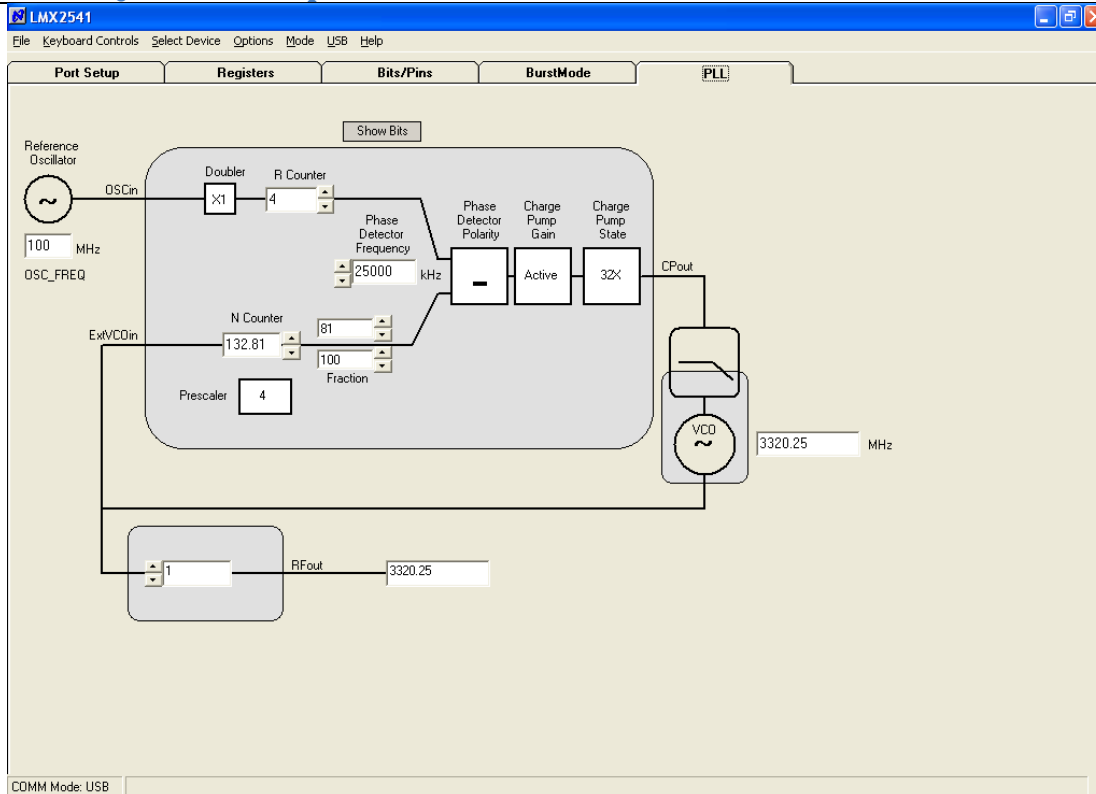 LMX2541
File Keyboard Controls Select Device Options Mode USB Help
Port Setup Registers Bits/Pins BurstMode PLL
Show Bits
Reference
Oscillator
OSCin
100 MHz
OSC_FREQ
Doubler
X1
R Counter
4
Phase
Detector
Frequency
25000 kHz
Phase
Detector
Polarity
-
Charge
Pump
Gain
Active
Charge
Pump
State
32X
CPout
ExtVCOin
N Counter
132.81
81
100
Fraction
Prescaler 4
VCO
3320.25 MHz
1
RFout
3320.25
COMM Mode: USB